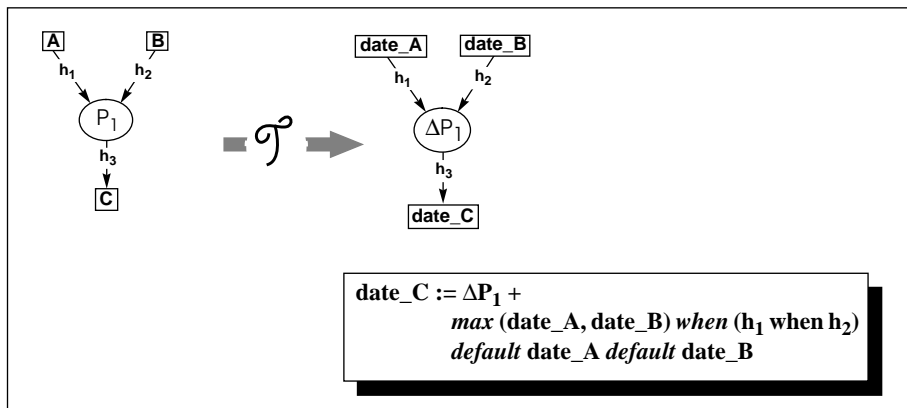 A B date_A date_B
h₁ h₂ h₁ h₂
P₁ 𝒯 ΔP₁
h₃ h₃
C date_C
date_C := ΔP₁ +
max (date_A, date_B) when (h₁ when h₂)
default date_A default date_B